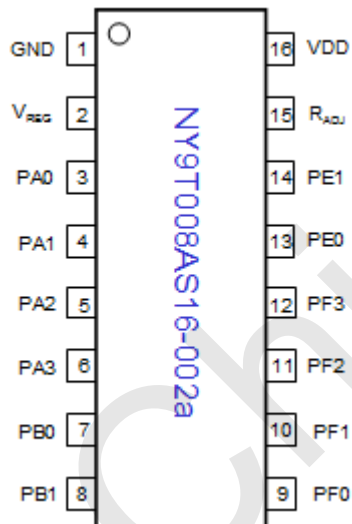 GND 1 16 VDD
VREG 2 15 RADJ
PA0 3 14 PE1
PA1 4 13 PE0
PA2 5 12 PF3
PA3 6 11 PF2
PB0 7 10 PF1
PB1 8 9 PF0
NY9T008AS16-002a
Chi